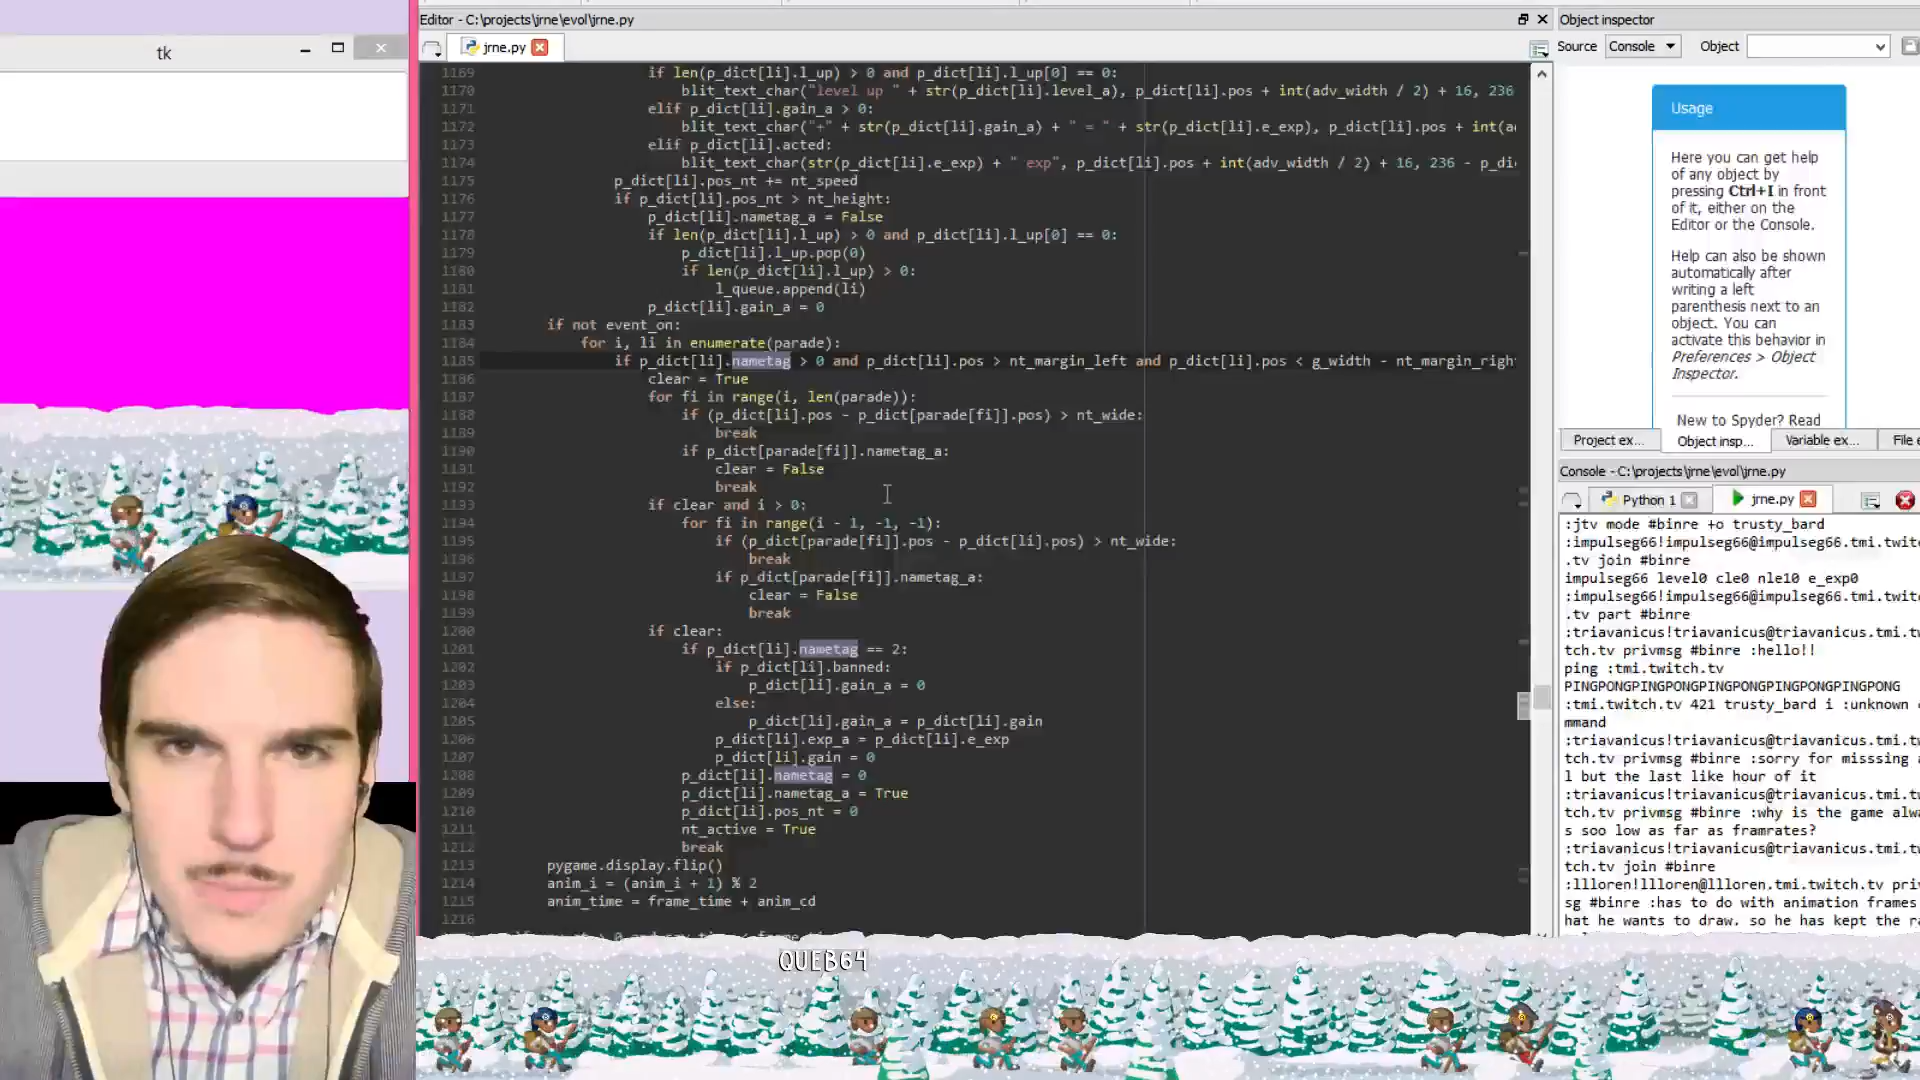 tk
Editor - C:\projects\jrne\evol\jrne.py
jrne.py
1169 if len(p_dict[li].l_up) > 0 and p_dict[li].l_up[0] == 0:
1170 blit_text_char("level up " + str(p_dict[li].level_a), p_dict[li].pos + int(adv_width / 2) + 16, 236
1171 elif p_dict[li].gain_a > 0:
1172 blit_text_char("+" + str(p_dict[li].gain_a) + " = " + str(p_dict[li].e_exp), p_dict[li].pos + int(a
1173 elif p_dict[li].acted:
1174 blit_text_char(str(p_dict[li].e_exp) + " exp", p_dict[li].pos + int(adv_width / 2) + 16, 236 - p_di
1175 p_dict[li].pos_nt += nt_speed
1176 if p_dict[li].pos_nt > nt_height:
1177 p_dict[li].nametag_a = False
1178 if len(p_dict[li].l_up) > 0 and p_dict[li].l_up[0] == 0:
1179 p_dict[li].l_up.pop(0)
1180 if len(p_dict[li].l_up) > 0:
1181 l_queue.append(li)
1182 p_dict[li].gain_a = 0
1183 if not event_on:
1184 for i, li in enumerate(parade):
1185 if p_dict[li].nametag > 0 and p_dict[li].pos > nt_margin_left and p_dict[li].pos < g_width - nt_margin_right
1186 clear = True
1187 for fi in range(i, len(parade)):
1188 if (p_dict[li].pos - p_dict[parade[fi]].pos) > nt_wide:
1189 break
1190 if p_dict[parade[fi]].nametag_a:
1191 clear = False
1192 break
1193 if clear and i > 0:
1194 for fi in range(i - 1, -1, -1):
1195 if (p_dict[parade[fi]].pos - p_dict[li].pos) > nt_wide:
1196 break
1197 if p_dict[parade[fi]].nametag_a:
1198 clear = False
1199 break
1200 if clear:
1201 if p_dict[li].nametag == 2:
1202 if p_dict[li].banned:
1203 p_dict[li].gain_a = 0
1204 else:
1205 p_dict[li].gain_a = p_dict[li].gain
1206 p_dict[li].exp_a = p_dict[li].e_exp
1207 p_dict[li].gain = 0
1208 p_dict[li].nametag = 0
1209 p_dict[li].nametag_a = True
1210 p_dict[li].pos_nt = 0
1211 nt_active = True
1212 break
1213 pygame.display.flip()
1214 anim_i = (anim_i + 1) % 2
1215 anim_time = frame_time + anim_cd
1216
QUEB64
Object inspector
Source Console Object
Usage
Here you can get help
of any object by
pressing Ctrl+I in front
of it, either on the
Editor or the Console.
Help can also be shown
automatically after
writing a left
parenthesis next to an
object. You can
activate this behavior in
Preferences > Object
Inspector.
New to Spyder? Read
Project ex... Object insp... Variable ex... File e
Console - C:\projects\jrne\evol\jrne.py
Python 1 jrne.py
:jtv mode #binre +o trusty_bard
:impulseg66!impulseg66@impulseg66.tmi.twitc
.tv join #binre
impulseg66 level0 cle0 nle10 e_exp0
:impulseg66!impulseg66@impulseg66.tmi.twitc
.tv part #binre
:triavanicus!triavanicus@triavanicus.tmi.tw
tch.tv privmsg #binre :hello!!
ping :tmi.twitch.tv
PINGPONGPINGPONGPINGPONGPINGPONGPINGPONG
:tmi.twitch.tv 421 trusty_bard i :unknown
mmand
:triavanicus!triavanicus@triavanicus.tmi.tw
tch.tv privmsg #binre :sorry for misssing a
l but the last like hour of it
:triavanicus!triavanicus@triavanicus.tmi.tw
tch.tv privmsg #binre :why is the game alwa
s soo low as far as framrates?
:triavanicus!triavanicus@triavanicus.tmi.tw
tch.tv join #binre
:llloren!llloren@llloren.tmi.twitch.tv priv
sg #binre :has to do with animation frames
hat he wants to draw. so he has kept the ra